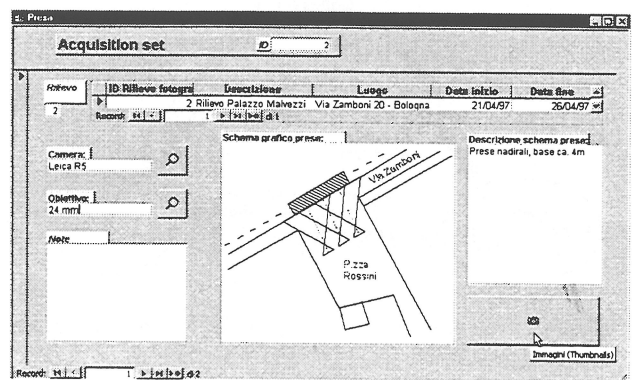 Presa
Acquisition set ID 2
Rilievo ID Rilievo fotogra Descrizione Luogo Data inizio Data fine
2 2 Rilievo Palazzo Malvezzi Via Zamboni 20 - Bologna 21/04/97 26/04/97
Record: 1 di 1
Camera:
Leica R5
Obiettivo:
24 mm
Note
Schema grafico prese:
Via Zamboni
P.zza
Rossini
Descrizione schema prese:
Prese nadirali, base ca. 4m
Immagini (Thumbnails)
Record: 1 di 2